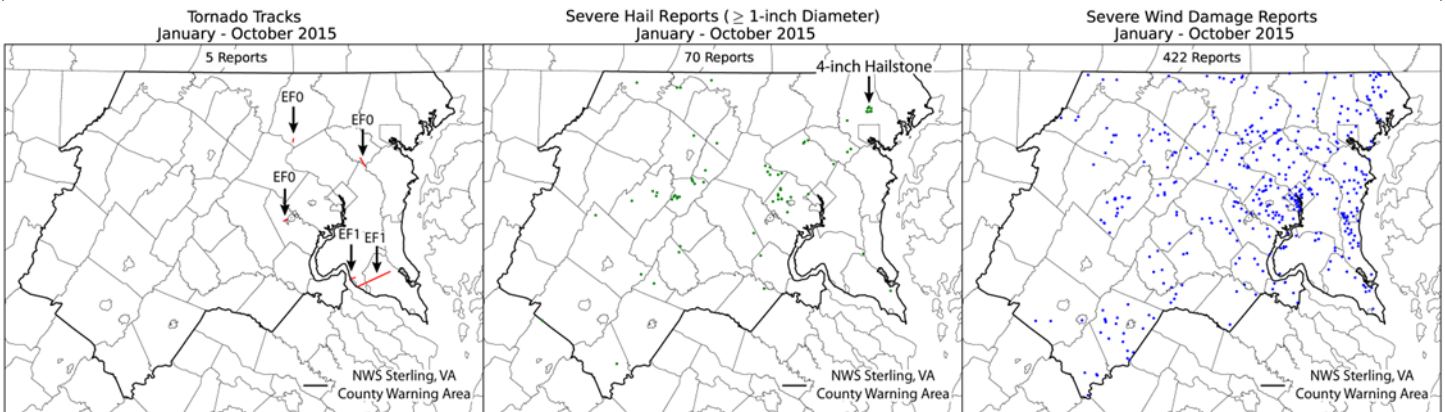 Tornado Tracks
January - October 2015
5 Reports
EF0
EF0
EF0
EF1
EF1
NWS Sterling, VA
County Warning Area
Severe Hail Reports (≥ 1-inch Diameter)
January - October 2015
70 Reports
4-inch Hailstone
NWS Sterling, VA
County Warning Area
Severe Wind Damage Reports
January - October 2015
422 Reports
NWS Sterling, VA
County Warning Area